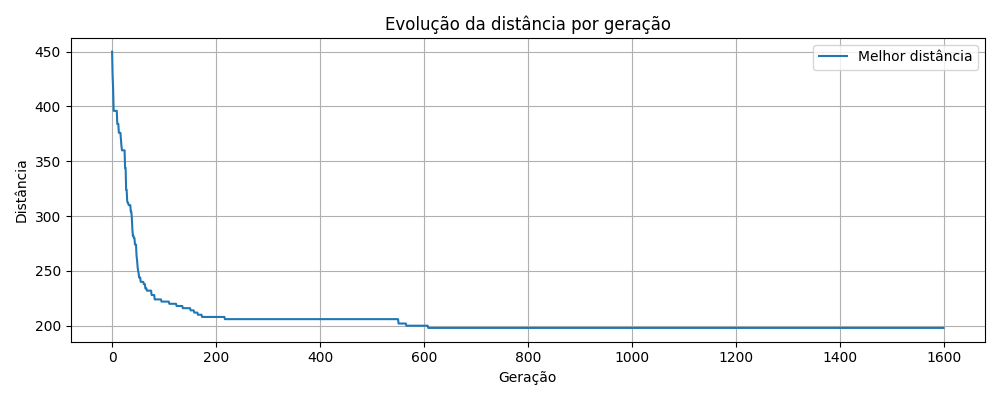 Evolução da distância por geração
Melhor distância
Distância
450
400
350
300
250
200
0 200 400 600 800 1000 1200 1400 1600
Geração